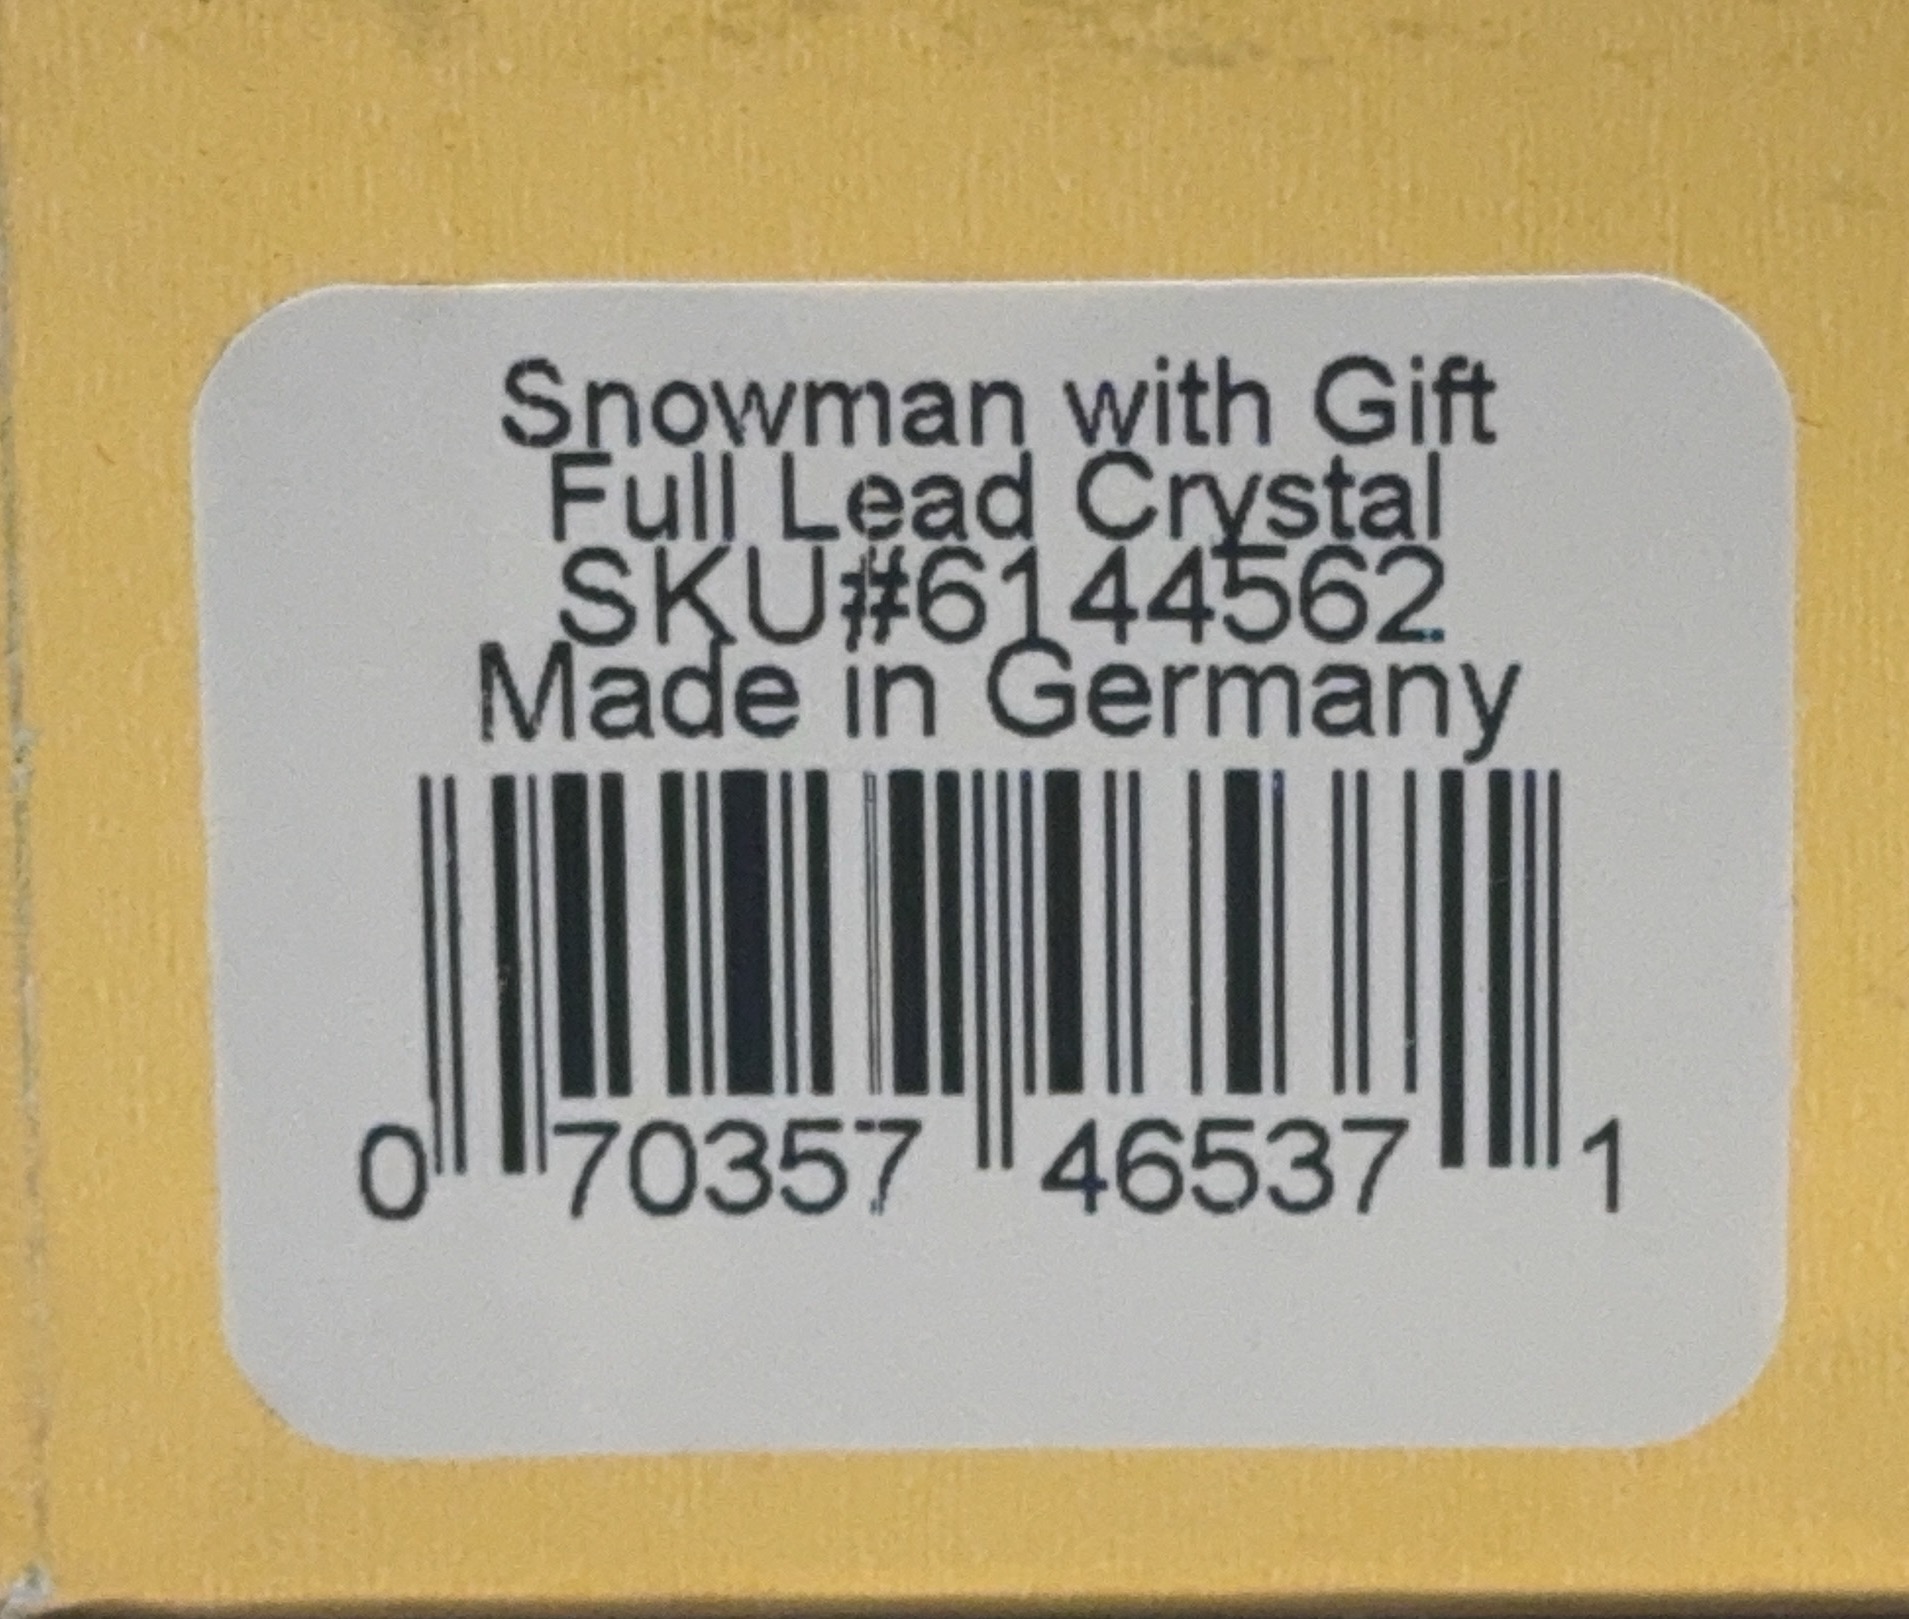 Snowman with Gift
Full Lead Crystal
SKU#6144562
Made in Germany
0 70357 46537 1